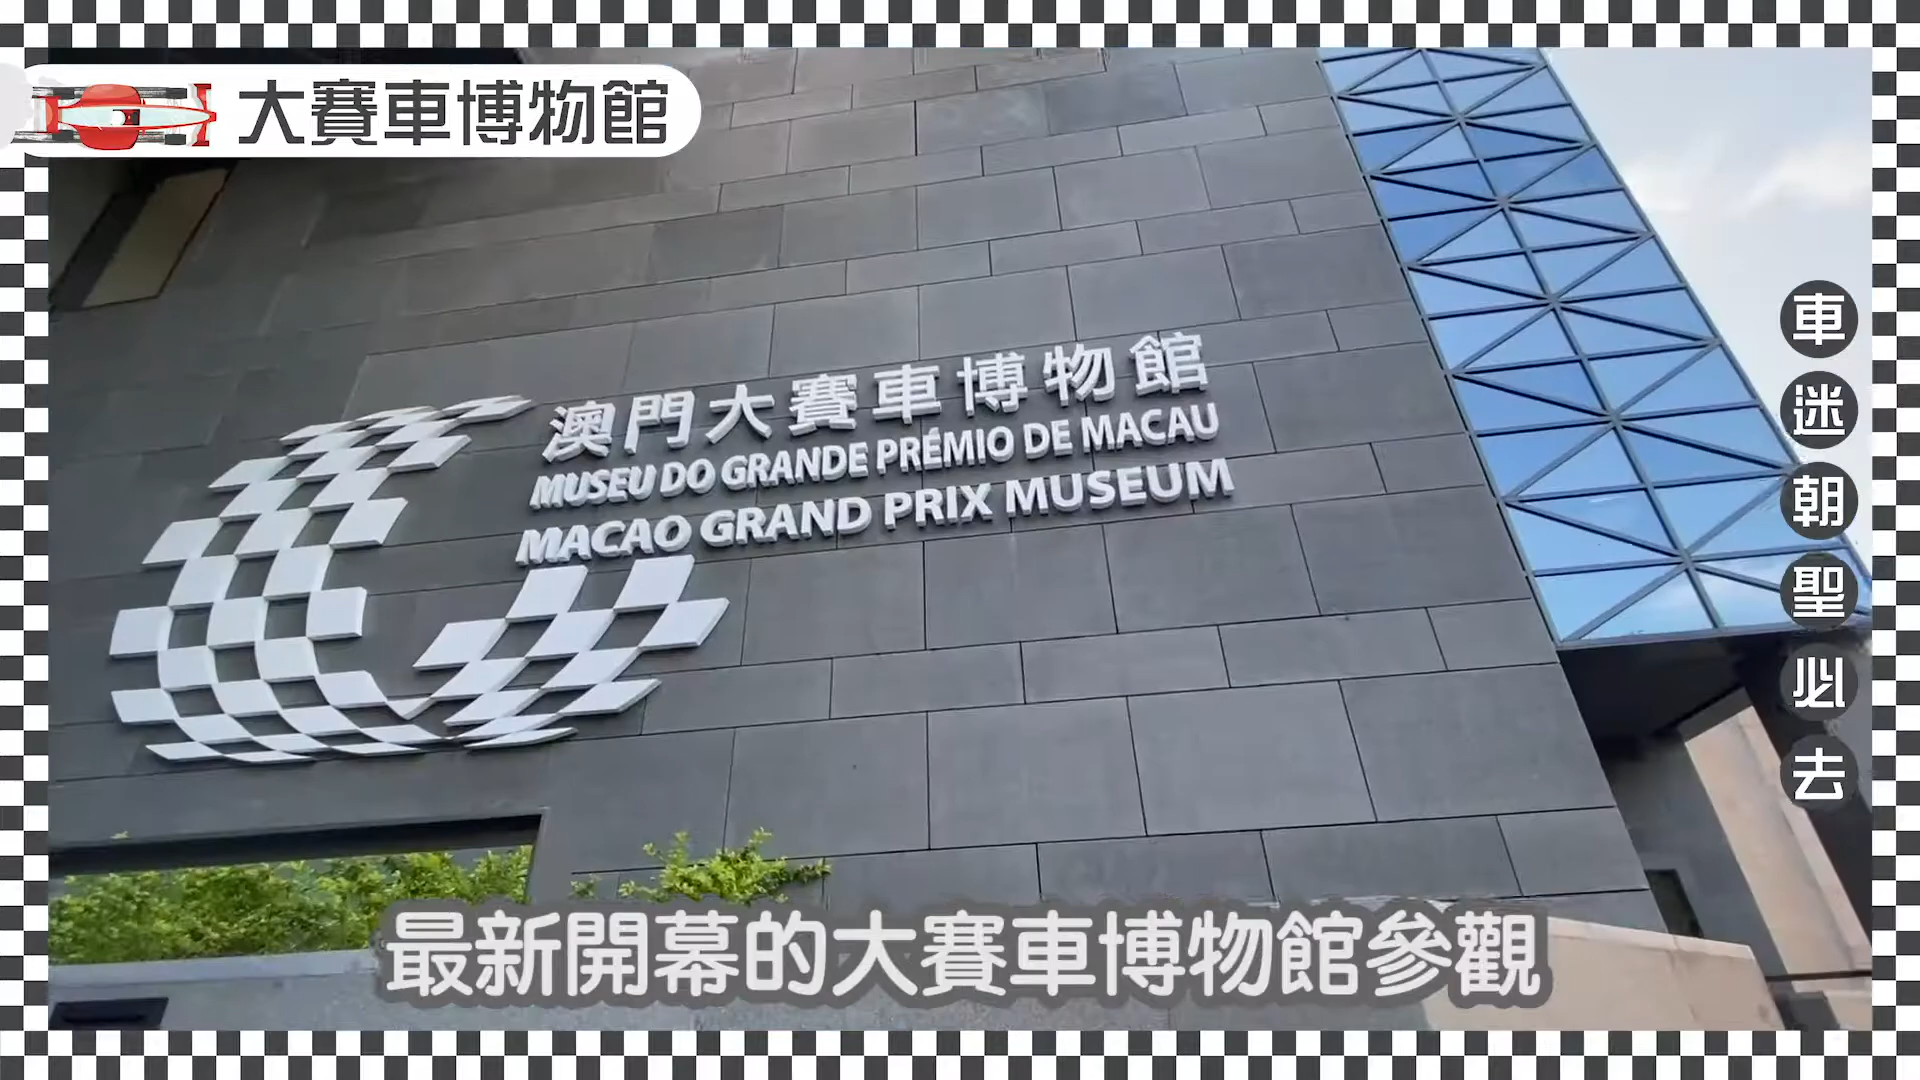 大賽車博物館
澳門大賽車博物館
MUSEU DO GRANDE PRÉMIO DE MACAU
MACAO GRAND PRIX MUSEUM
車迷朝聖必去
最新開幕的大賽車博物館參觀